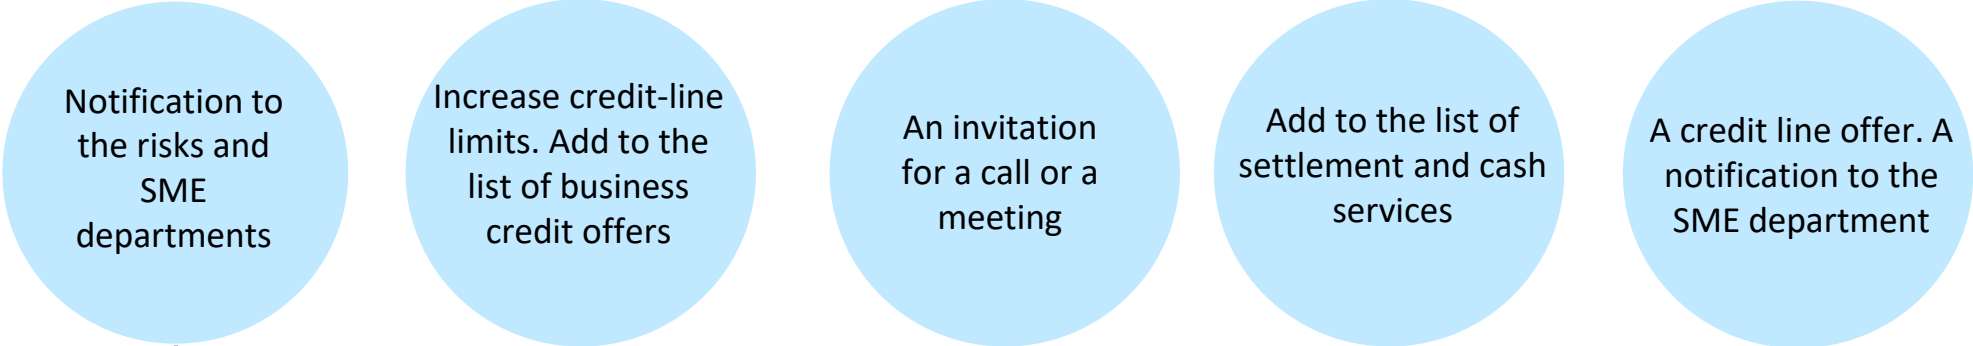 Notification to
the risks and
SME
departments
Increase credit-line
limits. Add to the
list of business
credit offers
An invitation
for a call or a
meeting
Add to the list of
settlement and cash
services
A credit line offer. A
notification to the
SME department